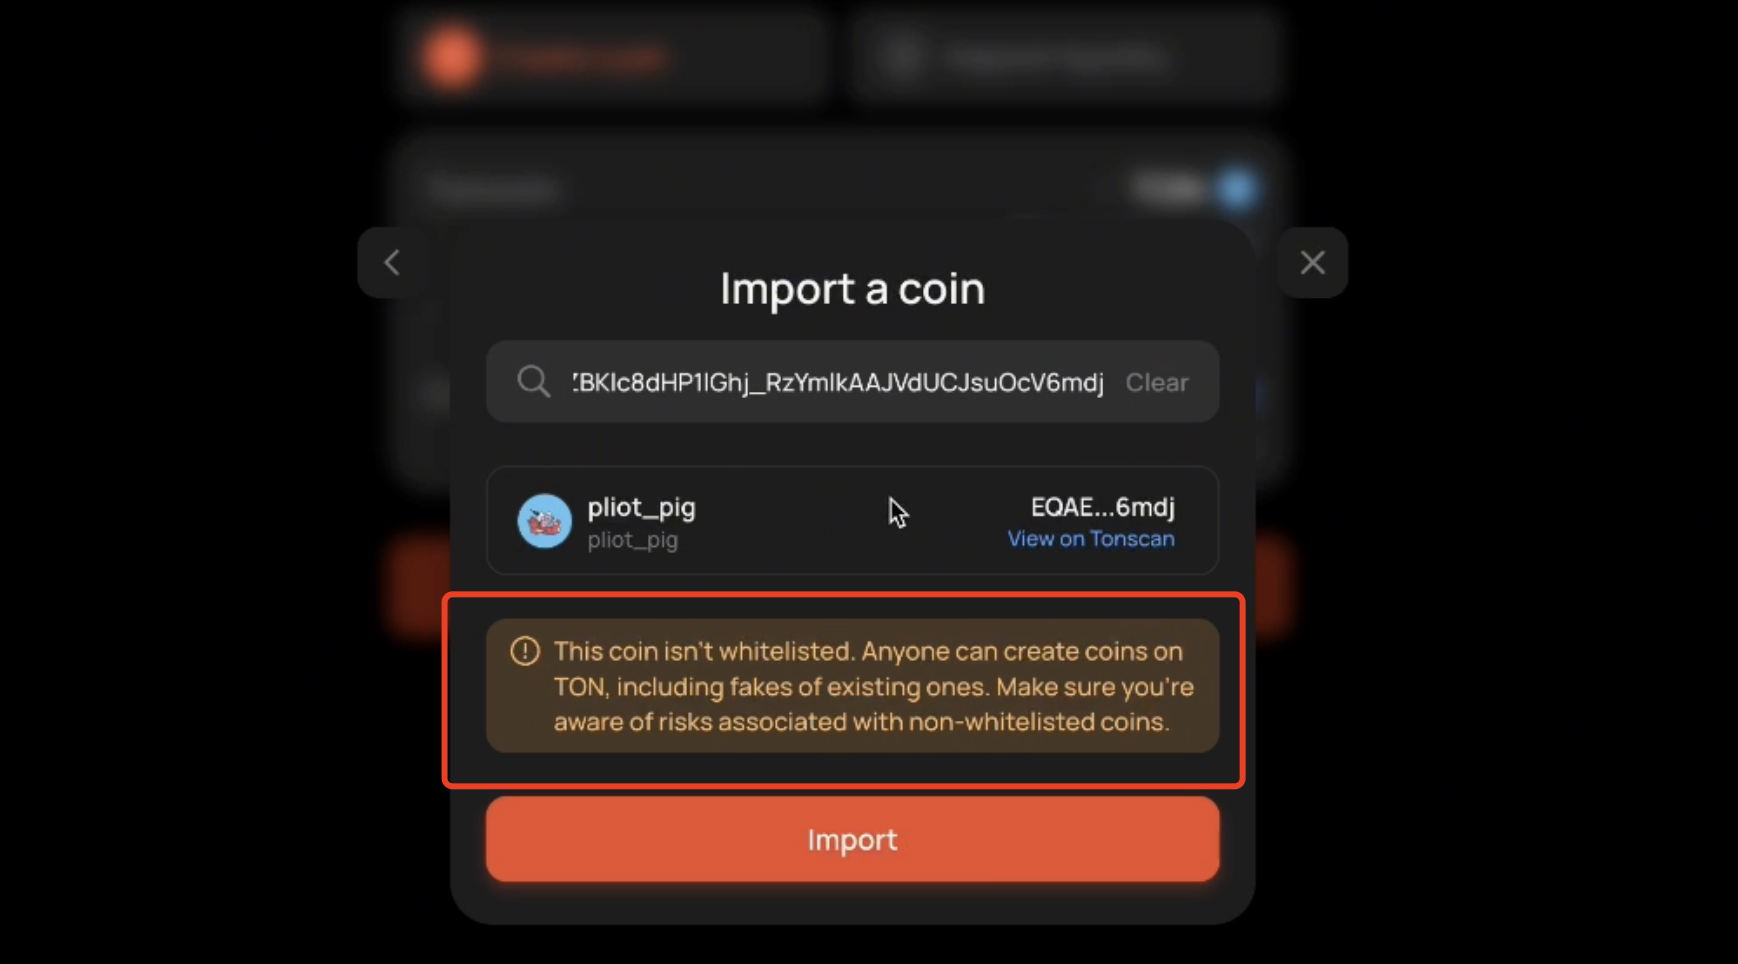 Import a coin
ZBKIc8dHP1lGhj_RzYmlkAAJVdUCJsuOcV6mdj Clear
pliot_pig EQAE...6mdj
pliot_pig View on Tonscan
This coin isn't whitelisted. Anyone can create coins on
TON, including fakes of existing ones. Make sure you're
aware of risks associated with non-whitelisted coins.
Import